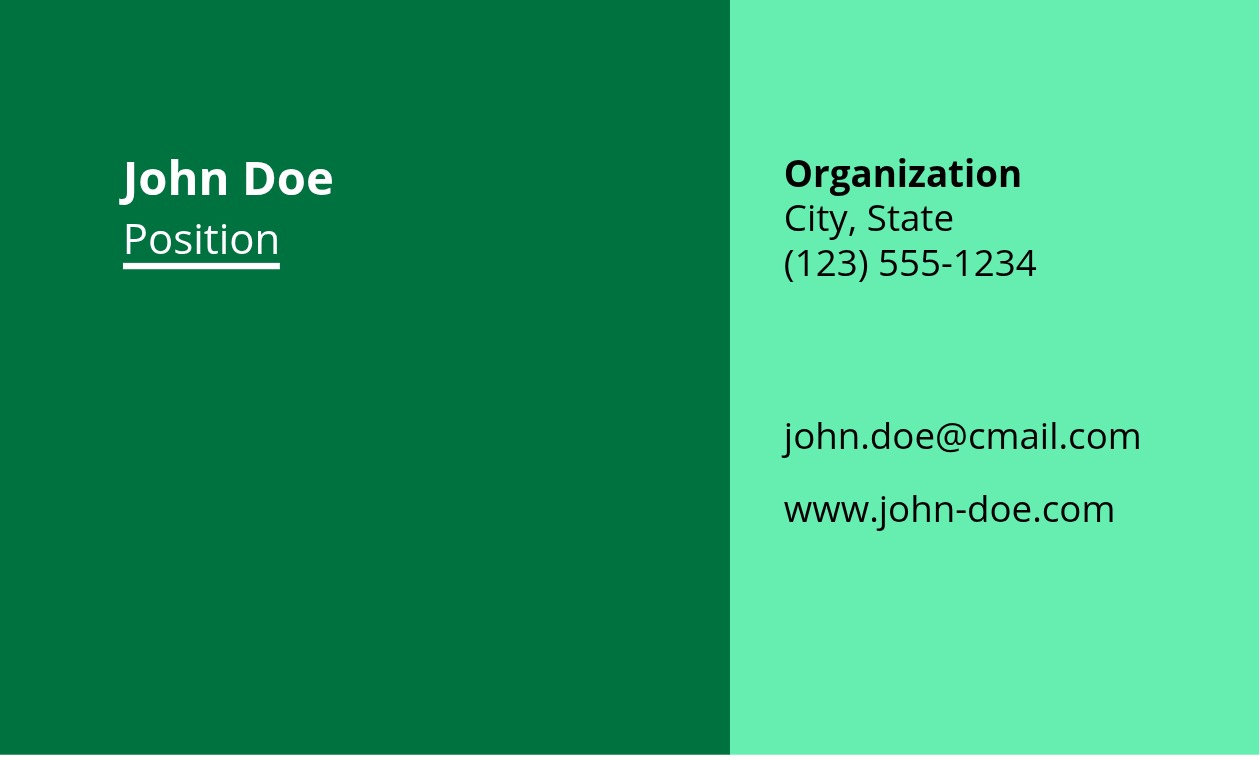 John Doe
Position
Organization
City, State
(123) 555-1234
john.doe@cmail.com
www.john-doe.com